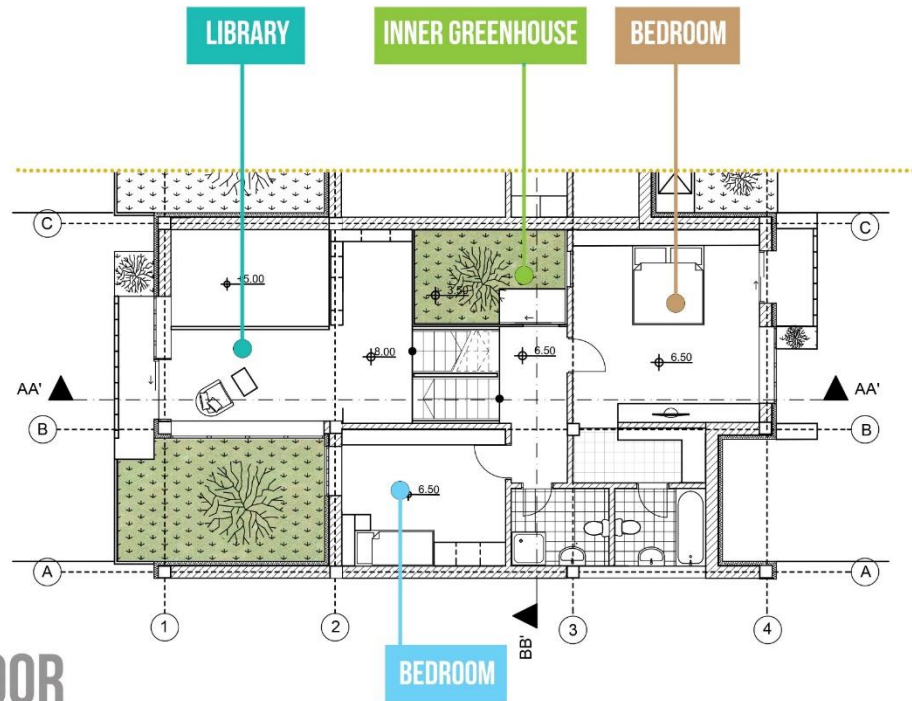 LIBRARY
INNER GREENHOUSE
BEDROOM
C
C
+5.00
3.50
8.00
6.50
6.50
AA'
AA'
B
B
6.50
A
A
1
2
BB'
3
4
OOR
BEDROOM